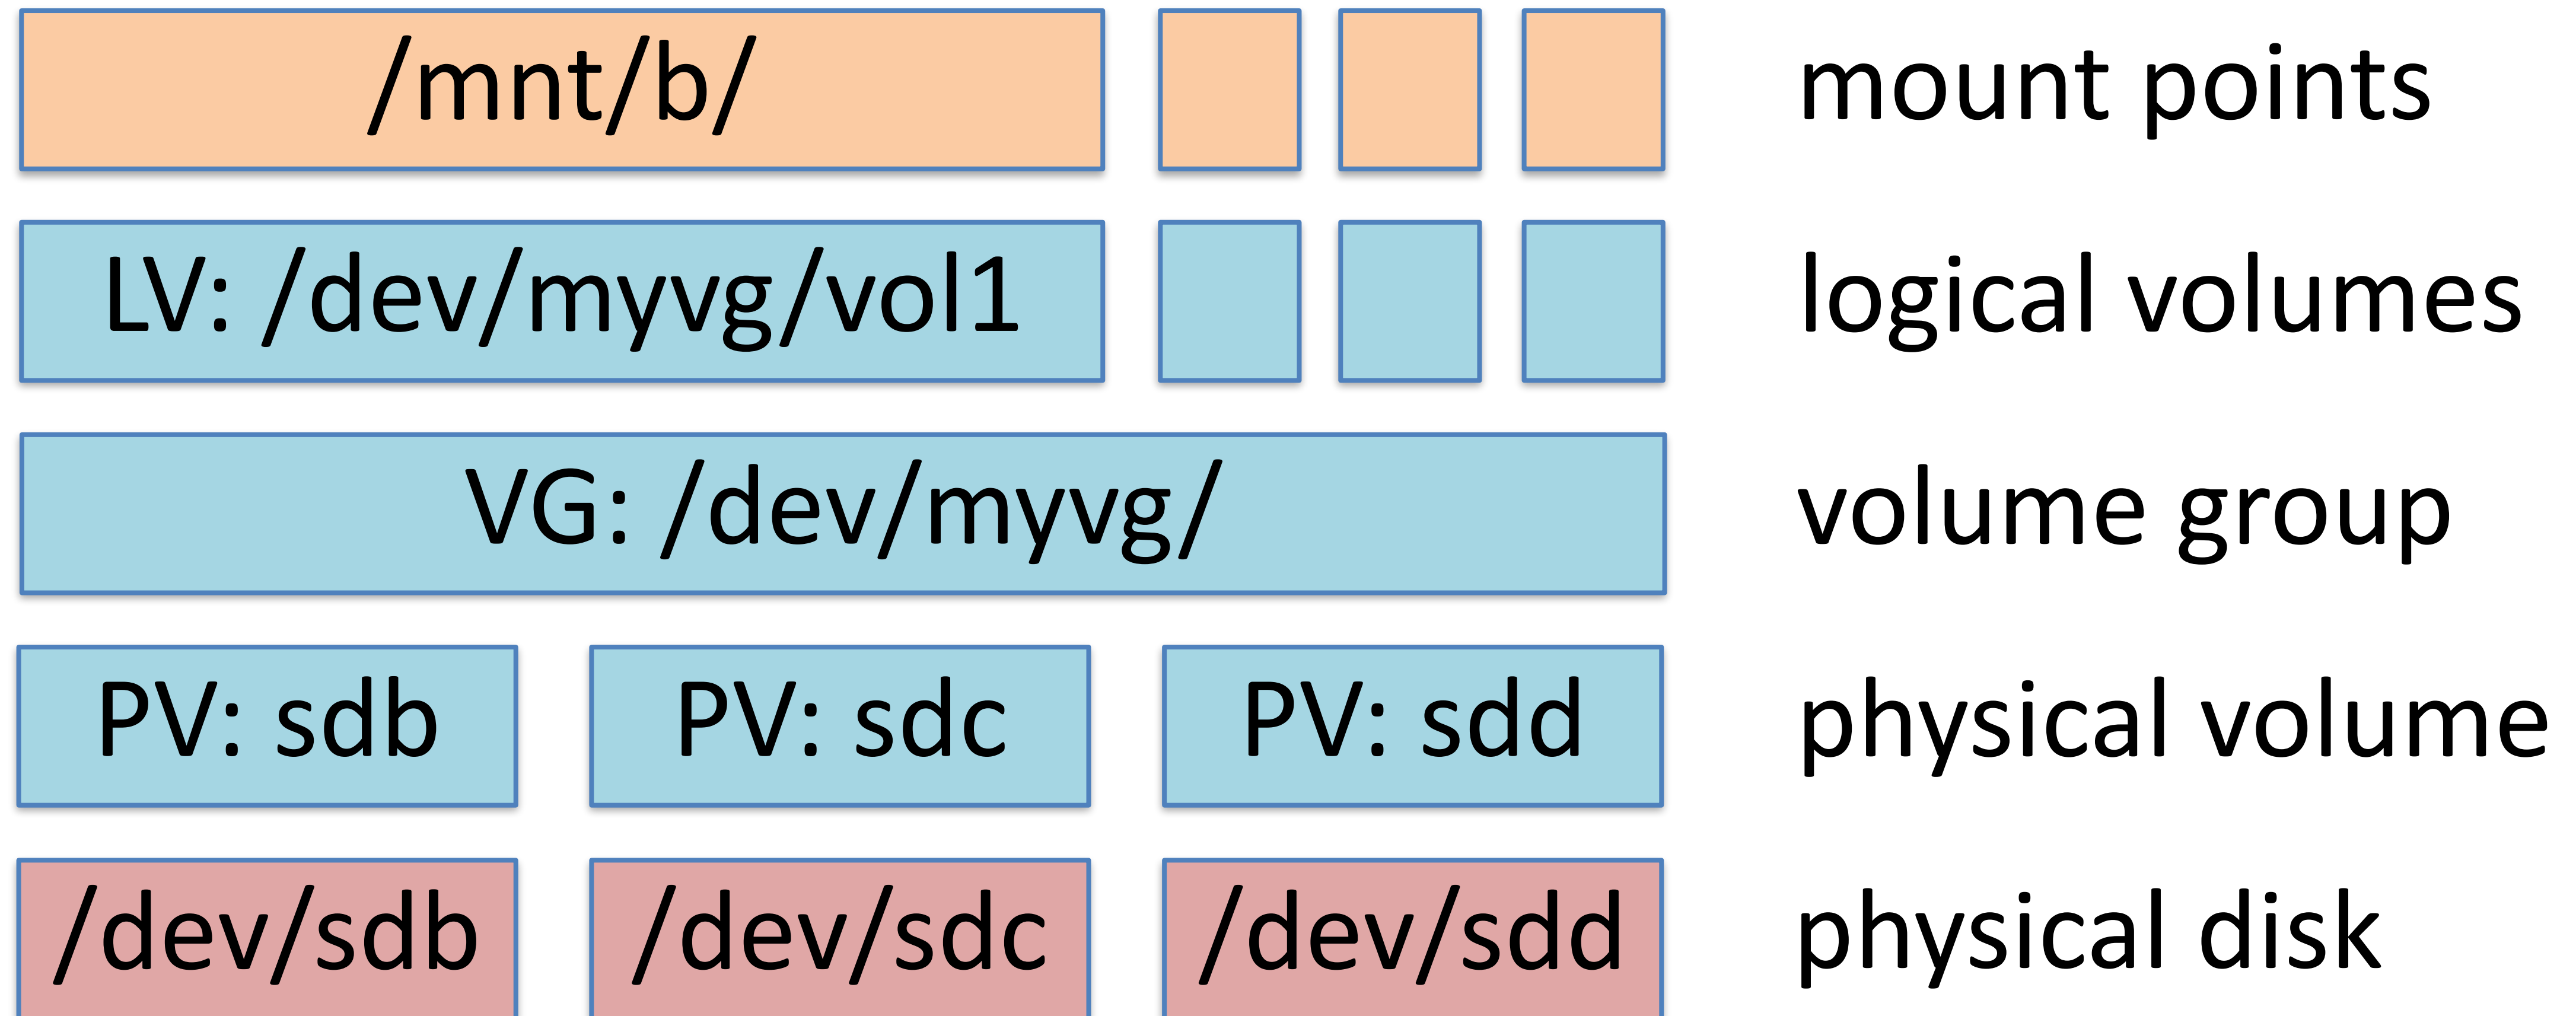 /mnt/b/ mount points
LV: /dev/myvg/vol1 logical volumes
VG: /dev/myvg/ volume group
PV: sdb PV: sdc PV: sdd physical volume
/dev/sdb /dev/sdc /dev/sdd physical disk